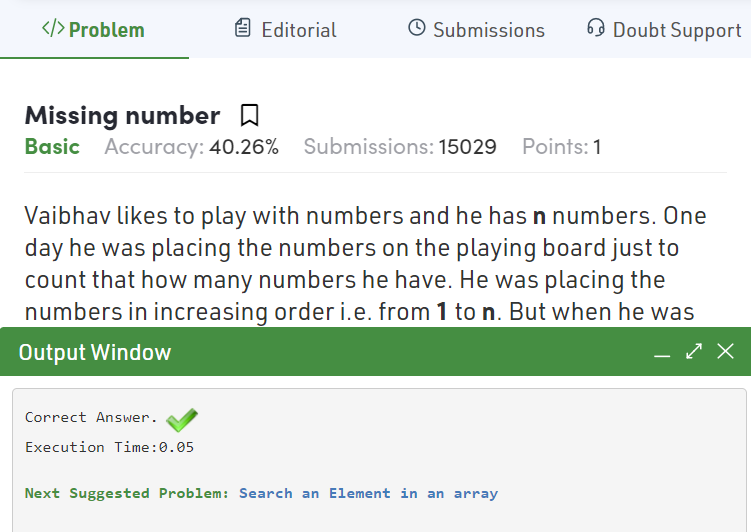 </> Problem Editorial Submissions Doubt Support
Missing number
Basic Accuracy: 40.26% Submissions: 15029 Points: 1
Vaibhav likes to play with numbers and he has n numbers. One
day he was placing the numbers on the playing board just to
count that how many numbers he have. He was placing the
numbers in increasing order i.e. from 1 to n. But when he was
Output Window
Correct Answer.
Execution Time:0.05
Next Suggested Problem: Search an Element in an array